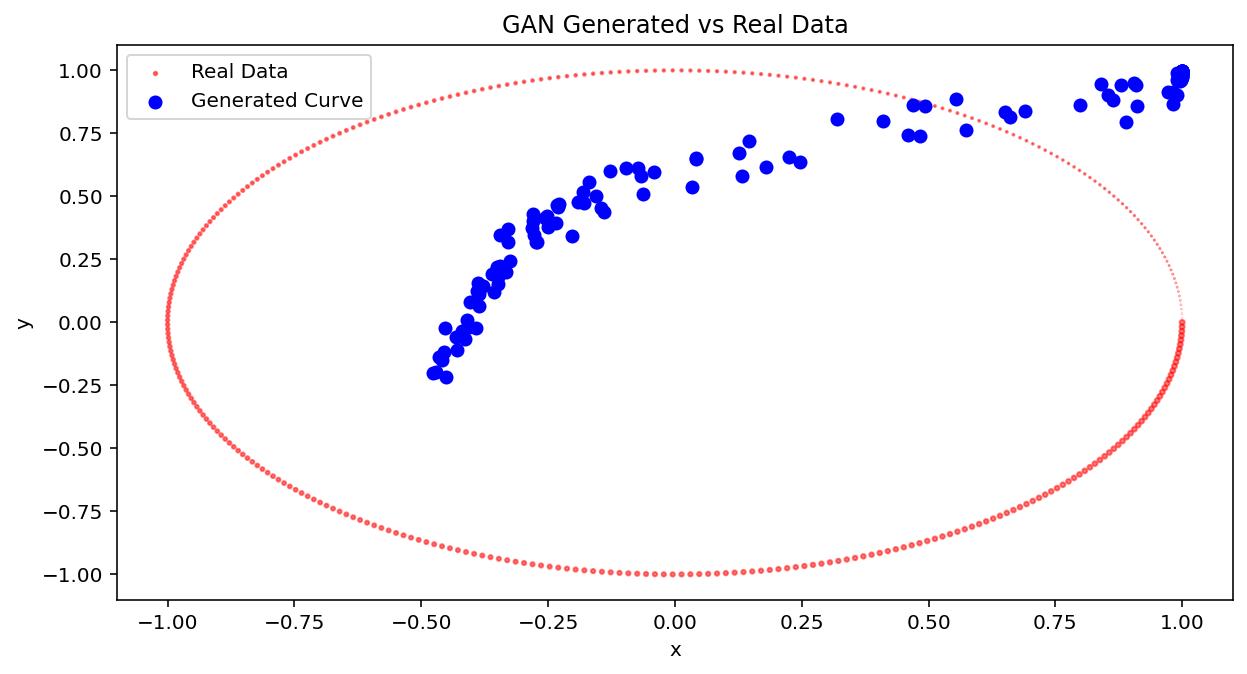 GAN Generated vs Real Data
Real Data
Generated Curve
1.00
0.75
0.50
0.25
0.00
−0.25
−0.50
−0.75
−1.00
y
−1.00 −0.75 −0.50 −0.25 0.00 0.25 0.50 0.75 1.00
x